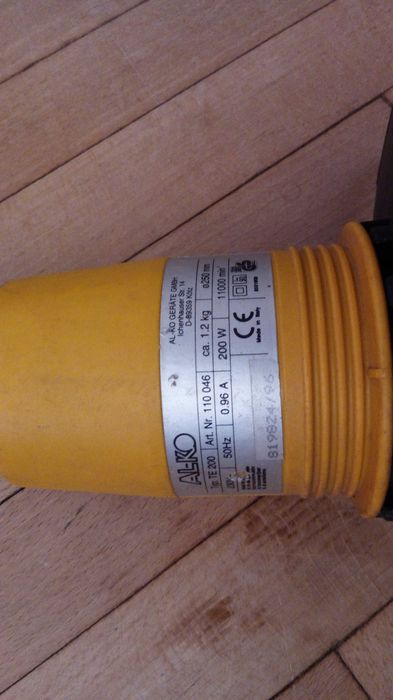 AL-KO
AL-KO GERÄTE GMBH
Ichenhauser Str. 14
D-89359 Kötz
Typ: TE 200 Art. Nr. 110 046 ca. 1.2 kg ø250 mm
50Hz 0.96 A 200 W 11000 min
CE
Made in Italy
819824/96